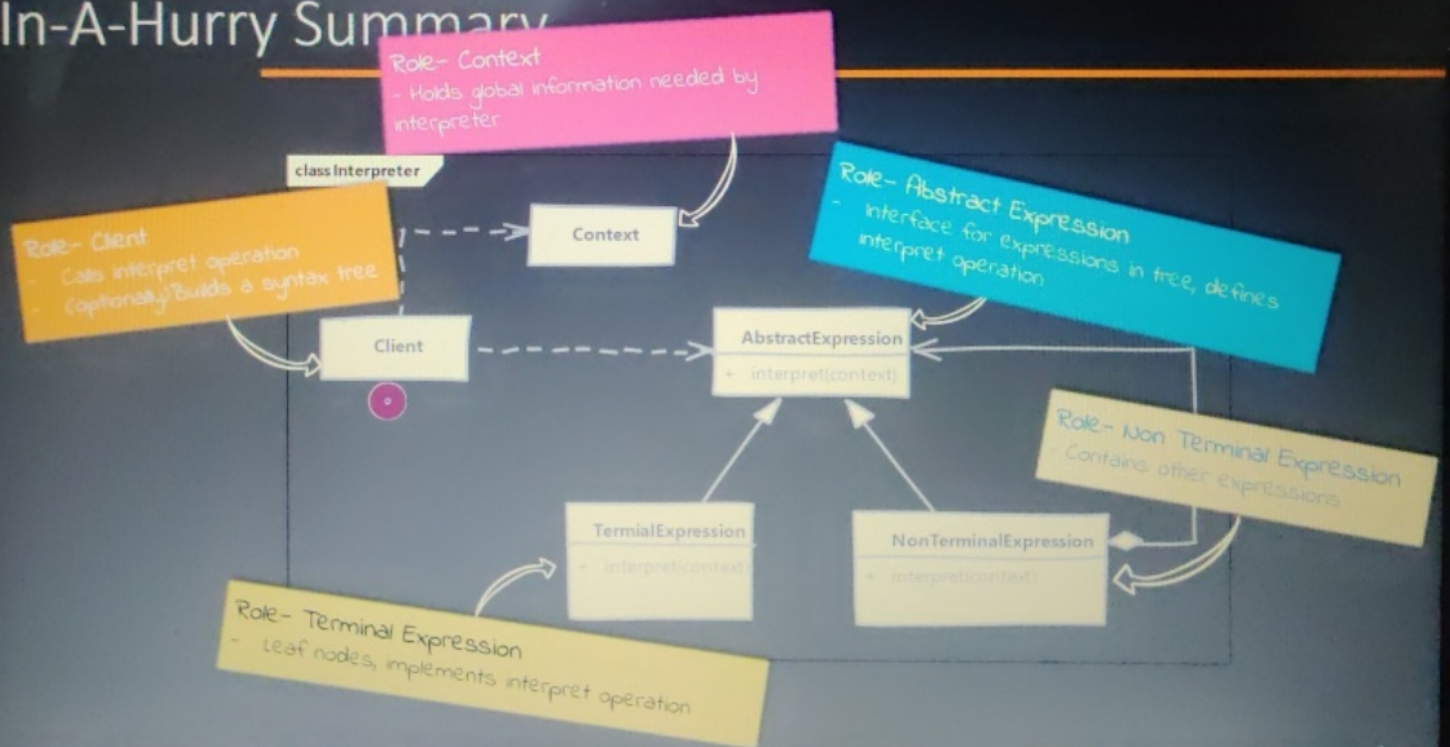 In-A-Hurry Summary
Role- Context
- Holds global information needed by
interpreter
class Interpreter
Role- Client
- Calls interpret operation
- (optionally) Builds a syntax tree
Context
Role- Abstract Expression
- Interface for expressions in tree, defines
interpret operation
Client
AbstractExpression
+ interpret(context)
Role- Non Terminal Expression
- Contains other expressions
TermialExpression
+ interpret(context)
NonTerminalExpression
+ interpret(context)
Role- Terminal Expression
- Leaf nodes, implements interpret operation